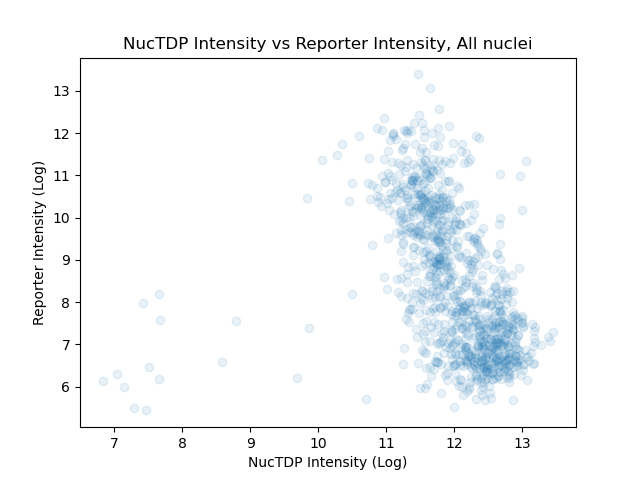 NucTDP Intensity vs Reporter Intensity, All nuclei
Reporter Intensity (Log)
13
12
11
10
9
8
7
6
7 8 9 10 11 12 13
NucTDP Intensity (Log)